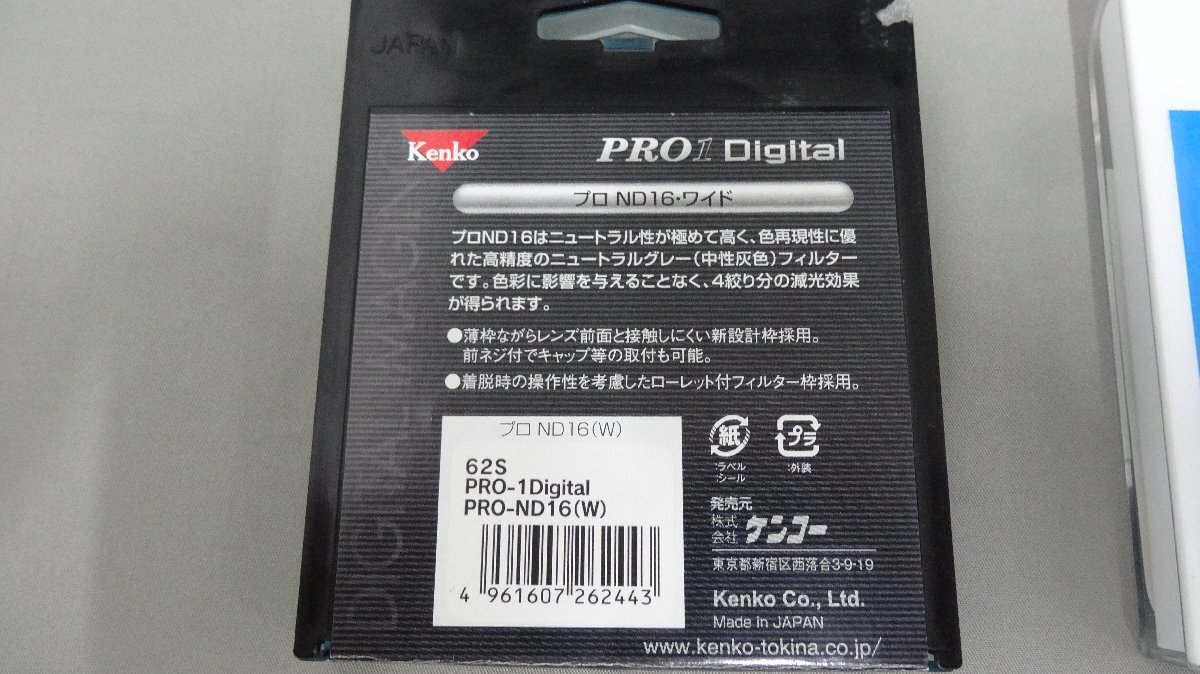 JAPAN
Kenko
PRO1 Digital
プロ ND16・ワイド
プロND16はニュートラル性が極めて高く、色再現性に優
れた高精度のニュートラルグレー（中性灰色）フィルター
です。色彩に影響を与えることなく、4絞り分の減光効果
が得られます。
●薄枠ながらレンズ前面と接触しにくい新設計枠採用。
前ネジ付でキャップ等の取付も可能。
●着脱時の操作性を考慮したローレット付フィルター枠採用。
プロ ND16(W)
62S
PRO-1Digital
PRO-ND16(W)
4 961607 262443
紙
:ラベル
シール
プラ
:外装
発売元
株式
会社 ケンコー
東京都新宿区西落合3-9-19
Kenko Co., Ltd.
Made in JAPAN
www.kenko-tokina.co.jp/